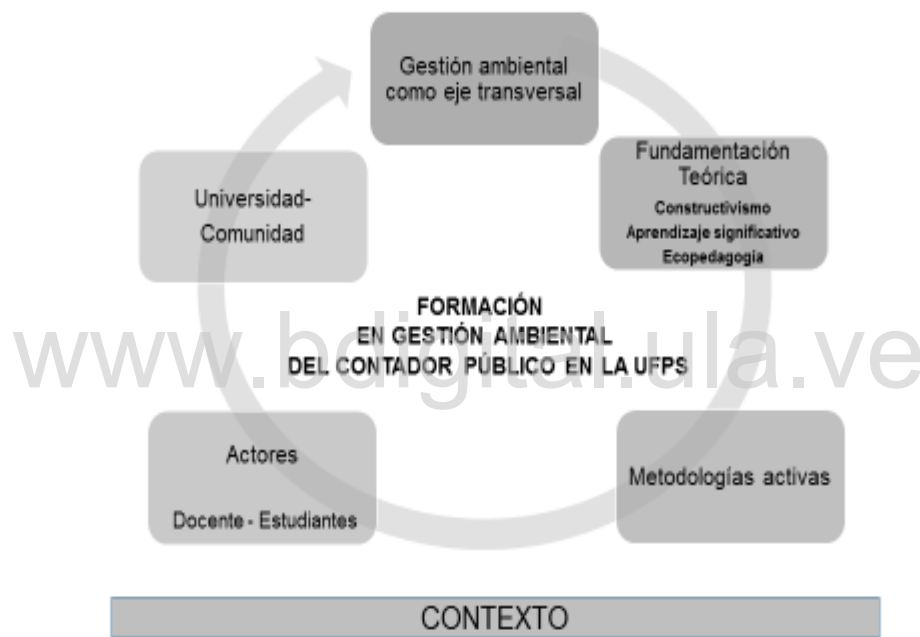 Gestión ambiental
como eje transversal
Fundamentación
Teórica
Constructivismo
Aprendizaje significativo
Ecopedagogía
Universidad-
Comunidad
FORMACIÓN
EN GESTIÓN AMBIENTAL
DEL CONTADOR PÚBLICO EN LA UFPS
www.bdigital.ula.ve
Actores
Docente - Estudiantes
Metodologías activas
CONTEXTO